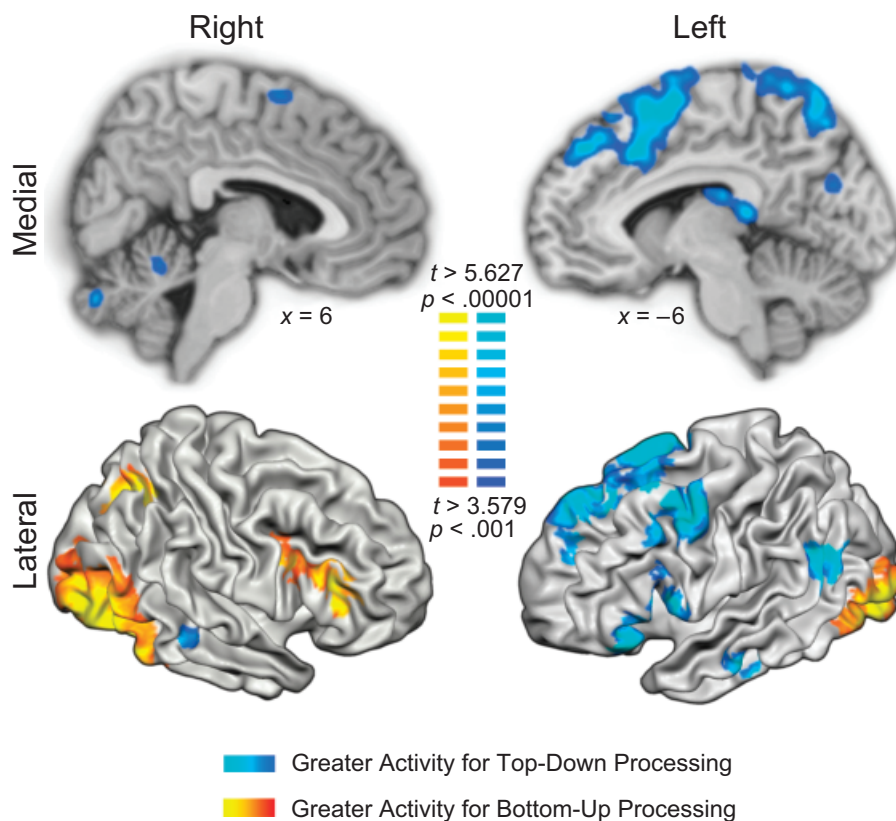 Right
Left
Medial
t > 5.627
p < .00001
x = 6
x = –6
t > 3.579
p < .001
Lateral
Greater Activity for Top-Down Processing
Greater Activity for Bottom-Up Processing